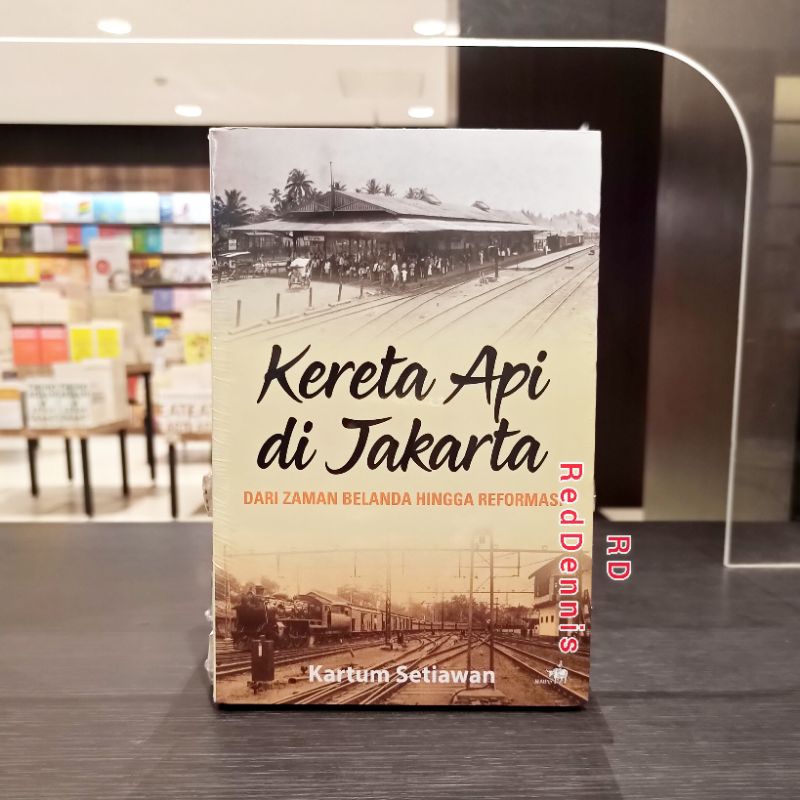 Kereta Api
di Jakarta
DARI ZAMAN BELANDA HINGGA REFORMASI
RedDennis
RD
Kartum Setiawan